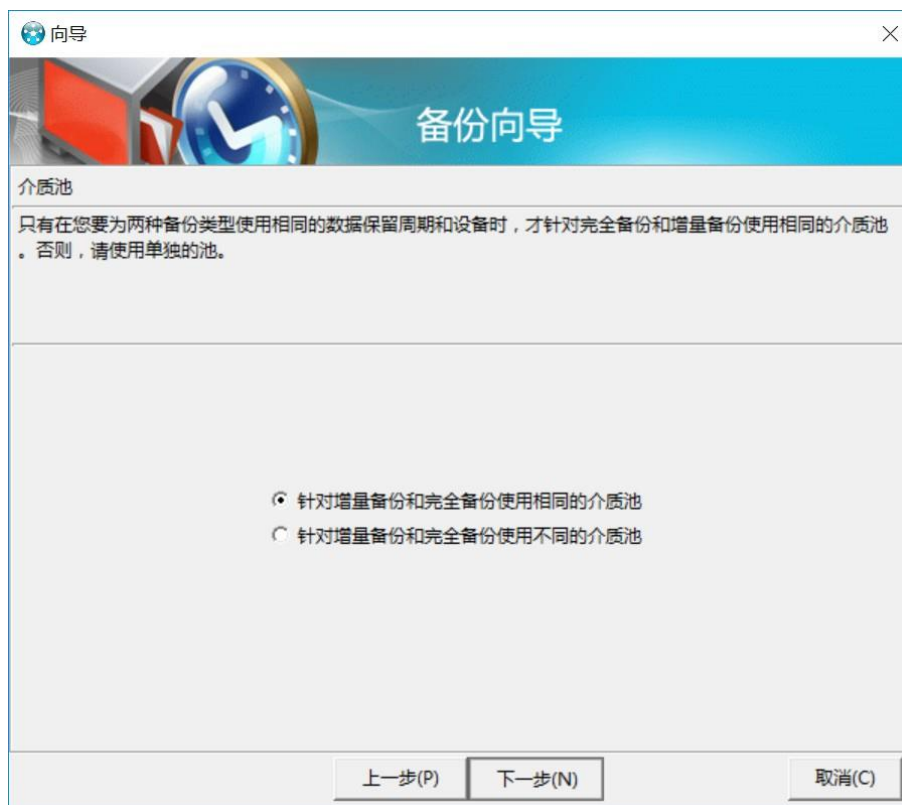 向导
备份向导
介质池
只有在您要为两种备份类型使用相同的数据保留周期和设备时，才针对完全备份和增量备份使用相同的介质池
。否则，请使用单独的池。
针对增量备份和完全备份使用相同的介质池
针对增量备份和完全备份使用不同的介质池
上一步(P) 下一步(N) 取消(C)